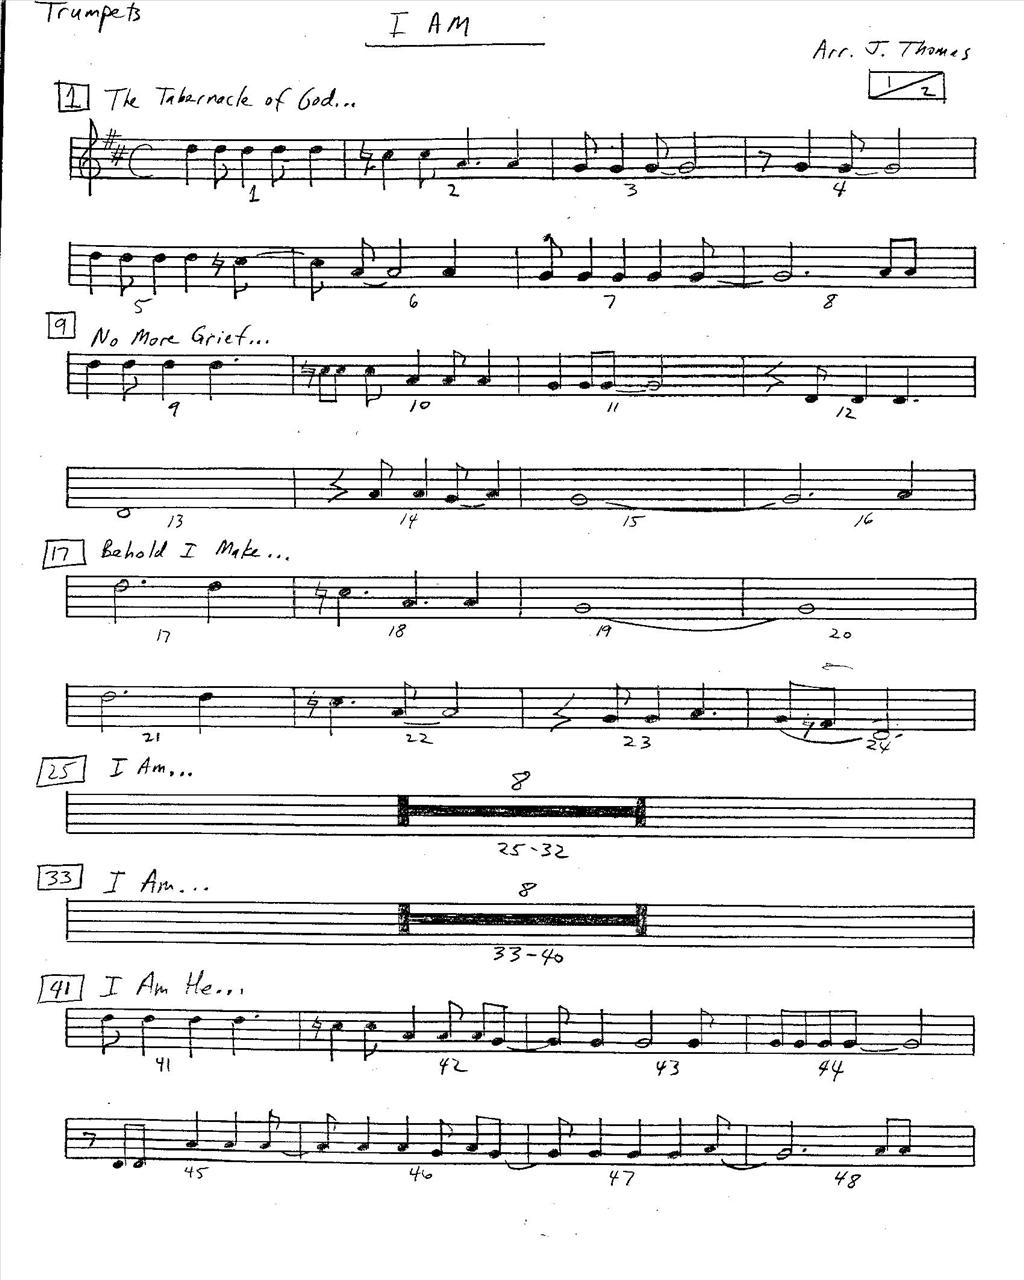 Trumpets
I AM
Arr. J. Thomas
1/2
1 The Tabernacle of God...
1 2 3 4
5 6 7 8
9 No More Grief...
9 10 11 12
13 14 15 16
17 Behold I Make...
17 18 19 20
21 22 23 24
25 I Am...
8
25-32
33 I Am...
8
33-40
41 I Am He...
41 42 43 44
45 46 47 48